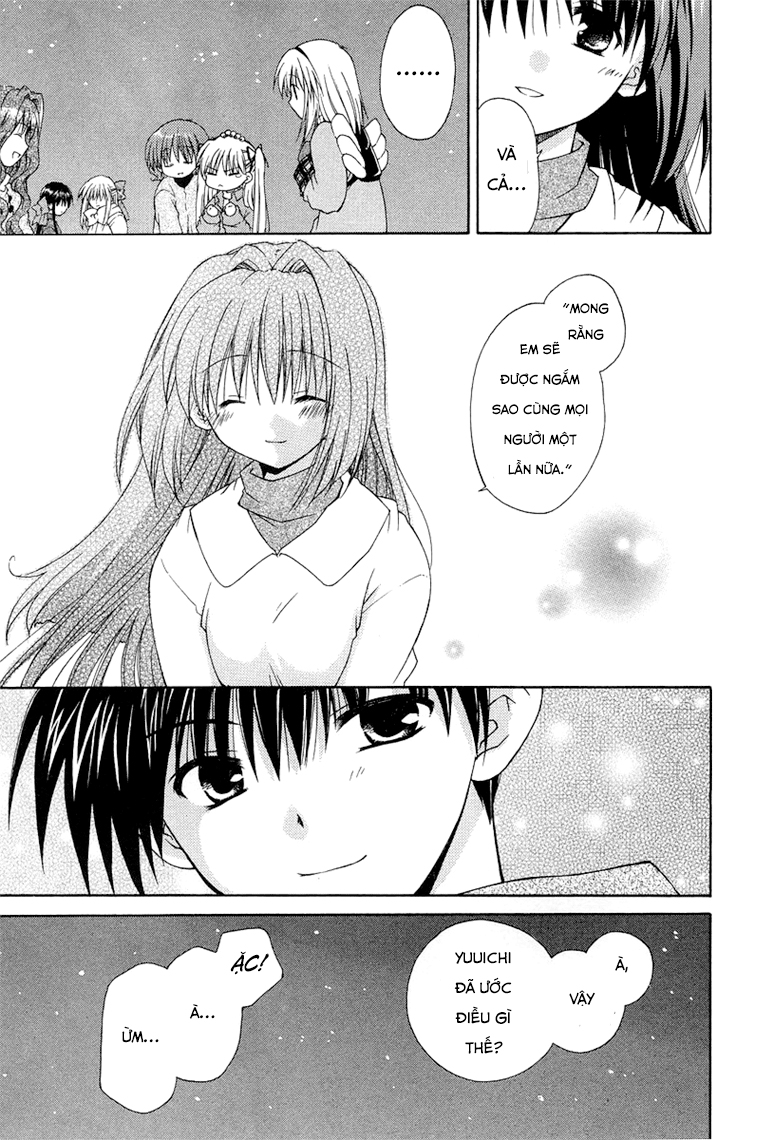 VÀ
CẢ...
......
"MONG
RẰNG
EM SẼ
ĐƯỢC NGẮM
SAO CÙNG MỌI
NGƯỜI MỘT
LẦN NỮA."
À,
VẬY
YUUICHI
ĐÃ ƯỚC
ĐIỀU GÌ
THẾ?
ẶC!
À...
ỪM...